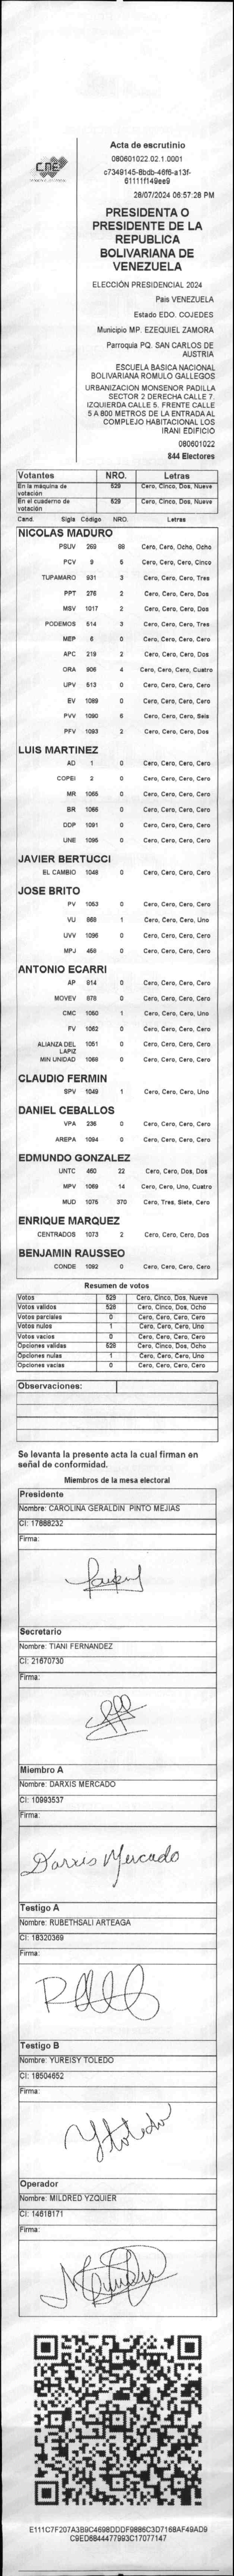 CNE
Acta de escrutinio
080601022.02.1.0001
c7349145-8bdb-46f6-a13f-
61111f149ee9
28/07/2024 06:57:28 PM
PRESIDENTA O
PRESIDENTE DE LA
REPUBLICA
BOLIVARIANA DE
VENEZUELA
ELECCIÓN PRESIDENCIAL 2024
Pais VENEZUELA
Estado EDO. COJEDES
Municipio MP. EZEQUIEL ZAMORA
Parroquia PQ. SAN CARLOS DE
AUSTRIA
ESCUELA BASICA NACIONAL
BOLIVARIANA ROMULO GALLEGOS
URBANIZACION MONSENOR PADILLA
SECTOR 2 DERECHA CALLE 7.
IZQUIERDA CALLE 5. FRENTE CALLE
5 A 800 METROS DE LA ENTRADA AL
COMPLEJO HABITACIONAL LOS
IRANI EDIFICIO
080601022
844 Electores
Votantes NRO. Letras
En la máquina de votación 529 Cero, Cinco, Dos, Nueve
En el cuaderno de votación 529 Cero, Cinco, Dos, Nueve
Cand. Sigla Código NRO. Letras
NICOLAS MADURO
PSUV 269 88 Cero, Cero, Ocho, Ocho
PCV 9 5 Cero, Cero, Cero, Cinco
TUPAMARO 931 3 Cero, Cero, Cero, Tres
PPT 276 2 Cero, Cero, Cero, Dos
MSV 1017 2 Cero, Cero, Cero, Dos
PODEMOS 514 3 Cero, Cero, Cero, Tres
MEP 6 0 Cero, Cero, Cero, Cero
APC 219 2 Cero, Cero, Cero, Dos
ORA 906 4 Cero, Cero, Cero, Cuatro
UPV 513 0 Cero, Cero, Cero, Cero
EV 1089 0 Cero, Cero, Cero, Cero
PVV 1090 6 Cero, Cero, Cero, Seis
PFV 1093 2 Cero, Cero, Cero, Dos
LUIS MARTINEZ
AD 1 0 Cero, Cero, Cero, Cero
COPEI 2 0 Cero, Cero, Cero, Cero
MR 1065 0 Cero, Cero, Cero, Cero
BR 1066 0 Cero, Cero, Cero, Cero
DDP 1091 0 Cero, Cero, Cero, Cero
UNE 1095 0 Cero, Cero, Cero, Cero
JAVIER BERTUCCI
EL CAMBIO 1048 0 Cero, Cero, Cero, Cero
JOSE BRITO
PV 1053 0 Cero, Cero, Cero, Cero
VU 868 1 Cero, Cero, Cero, Uno
UVV 1096 0 Cero, Cero, Cero, Cero
MPJ 458 0 Cero, Cero, Cero, Cero
ANTONIO ECARRI
AP 914 0 Cero, Cero, Cero, Cero
MOVEV 878 0 Cero, Cero, Cero, Cero
CMC 1050 1 Cero, Cero, Cero, Uno
FV 1062 0 Cero, Cero, Cero, Cero
ALIANZA DEL LAPIZ 1051 0 Cero, Cero, Cero, Cero
MIN UNIDAD 1068 0 Cero, Cero, Cero, Cero
CLAUDIO FERMIN
SPV 1049 1 Cero, Cero, Cero, Uno
DANIEL CEBALLOS
VPA 236 0 Cero, Cero, Cero, Cero
AREPA 1094 0 Cero, Cero, Cero, Cero
EDMUNDO GONZALEZ
UNTC 460 22 Cero, Cero, Dos, Dos
MPV 1069 14 Cero, Cero, Uno, Cuatro
MUD 1075 370 Cero, Tres, Siete, Cero
ENRIQUE MARQUEZ
CENTRADOS 1073 2 Cero, Cero, Cero, Dos
BENJAMIN RAUSSEO
CONDE 1092 0 Cero, Cero, Cero, Cero
Resumen de votos
Votos 529 Cero, Cinco, Dos, Nueve
Votos validos 528 Cero, Cinco, Dos, Ocho
Votos parciales 0 Cero, Cero, Cero, Cero
Votos nulos 1 Cero, Cero, Cero, Uno
Votos vacios 0 Cero, Cero, Cero, Cero
Opciones validas 528 Cero, Cinco, Dos, Ocho
Opciones nulas 1 Cero, Cero, Cero, Uno
Opciones vacias 0 Cero, Cero, Cero, Cero
Observaciones:
Se levanta la presente acta la cual firman en
señal de conformidad.
Miembros de la mesa electoral
Presidente
Nombre: CAROLINA GERALDIN PINTO MEJIAS
CI: 17888232
Firma:
Secretario
Nombre: TIANI FERNANDEZ
CI: 21670730
Firma:
Miembro A
Nombre: DARXIS MERCADO
CI: 10993537
Firma:
Darxis Mercado
Testigo A
Nombre: RUBETHSALI ARTEAGA
CI: 18320369
Firma:
Testigo B
Nombre: YUREISY TOLEDO
CI: 18504652
Firma:
Ytoledo
Operador
Nombre: MILDRED YZQUIER
CI: 14618171
Firma:
E111C7F207A3B9C4698DDDF9886C3D7168AF49AD9
C9ED6844477993C17077147